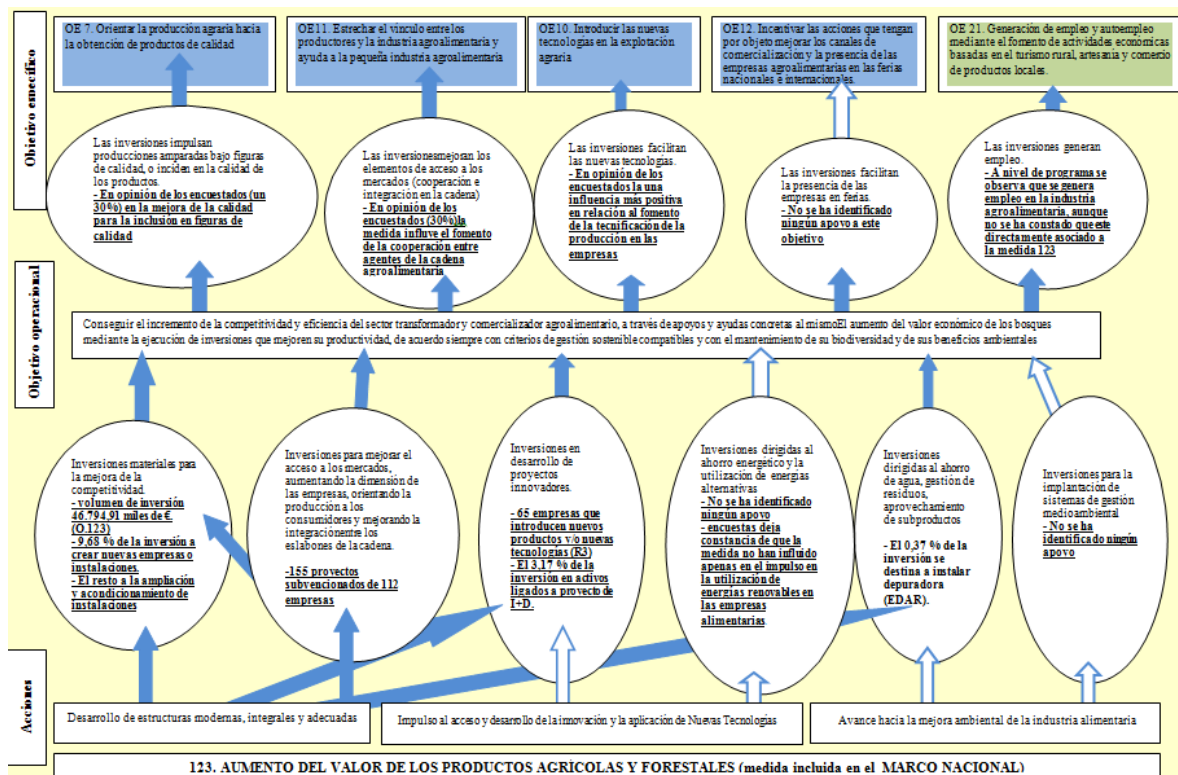 Objetivo esecífico
OE 7. Orientar la producción agraria hacia
la obtención de productos de calidad
OE11. Estrechar el vínculo entre los
productores y la industria agroalimentaria y
ayuda a la pequeña industria agroalimentaria
OE10. Introducir las nuevas
tecnologías en la explotación
agraria
OE12. Incentivar las acciones que tengan
por objeto mejorar los canales de
comercialización y la presencia de las
empresas agroalimentarias en las ferias
nacionales e internacionales.
OE 21. Generación de empleo y autoempleo
mediante el fomento de actividades económicas
basadas en el turismo rural, artesanía y comercio
de productos locales.
Las inversiones impulsan
producciones amparadas bajo figuras
de calidad, o inciden en la calidad de
los productos.
- En opinión de los encuestados (un
30%) en la mejora de la calidad
para la inclusión en figuras de
calidad
Las inversionesmejoran los
elementos de acceso a los
mercados (cooperación e
integración en la cadena)
- En opinión de los
encuestados (30%)la
medida influye el fomento
de la cooperación entre
agentes de la cadena
agroalimentaria
Las inversiones facilitan
las nuevas tecnologías.
- En opinión de los
encuestados la una
influencia más positiva
en relación al fomento
de la tecnificación de la
producción en las
empresas
Las inversiones facilitan
la presencia de las
empresas en ferias.
- No se ha identificado
ningún apoyo a este
objetivo
Las inversiones generan
empleo.
- A nivel de programa se
observa que se genera
empleo en la industria
agroalimentaria, aunque
no se ha constado que este
directamente asociado a
la medida 123
Objetivo operacional
Conseguir el incremento de la competitividad y eficiencia del sector transformador y comercializador agroalimentario, a través de apoyos y ayudas concretas al mismoEl aumento del valor económico de los bosques
mediante la ejecución de inversiones que mejoren su productividad, de acuerdo siempre con criterios de gestión sostenible compatibles y con el mantenimiento de su biodiversidad y de sus beneficios ambientales
Inversiones materiales para
la mejora de la
competitividad.
- volumen de inversión
46.794,91 miles de €.
(O.123)
- 9,68 % de la inversión a
crear nuevas empresas o
instalaciones.
- El resto a la ampliación
y acondicionamiento de
instalaciones
Inversiones para mejorar el
acceso a los mercados,
aumentando la dimensión de
las empresas, orientando la
producción a los
consumidores y mejorando la
integraciónentre los
eslabones de la cadena.
-155 proyectos
subvencionados de 112
empresas
Inversiones en
desarrollo de
proyectos
innovadores.
- 65 empresas que
introducen nuevos
productos y/o nuevas
tecnologías (R3)
- El 3,17 % de la
inversión en activos
ligados a proyecto de
I+D.
Inversiones dirigidas al
ahorro energético y la
utilización de energías
alternativas
- No se ha identificado
ningún apoyo
- encuestas deja
constancia de que la
medida no han influido
apenas en el impulso en
la utilización de
energías renovables en
las empresas
alimentarias
Inversiones
dirigidas al ahorro
de agua, gestión de
residuos,
aprovechamiento
de subproductos
- El 0,37 % de la
inversión se
destina a instalar
depuradora
(EDAR).
Inversiones para la
implantación de
sistemas de gestión
medioambiental
- No se ha
identificado ningún
apoyo
Acciones
Desarrollo de estructuras modernas, integrales y adecuadas
Impulso al acceso y desarrollo de la innovación y la aplicación de Nuevas Tecnologías
Avance hacia la mejora ambiental de la industria alimentaria
123. AUMENTO DEL VALOR DE LOS PRODUCTOS AGRÍCOLAS Y FORESTALES (medida incluida en el MARCO NACIONAL)